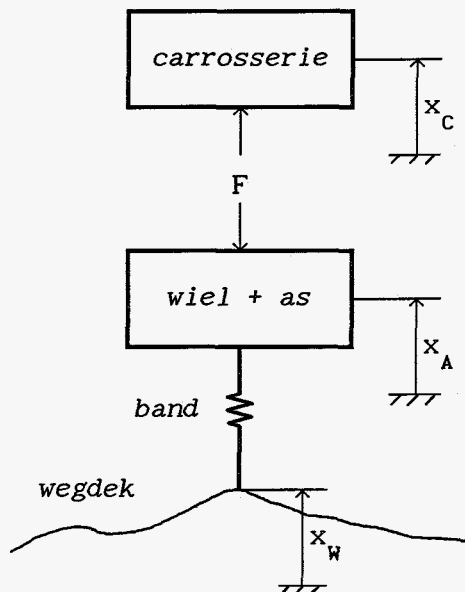 carrosserie
x_C
F
wiel + as
x_A
band
wegdek
x_W